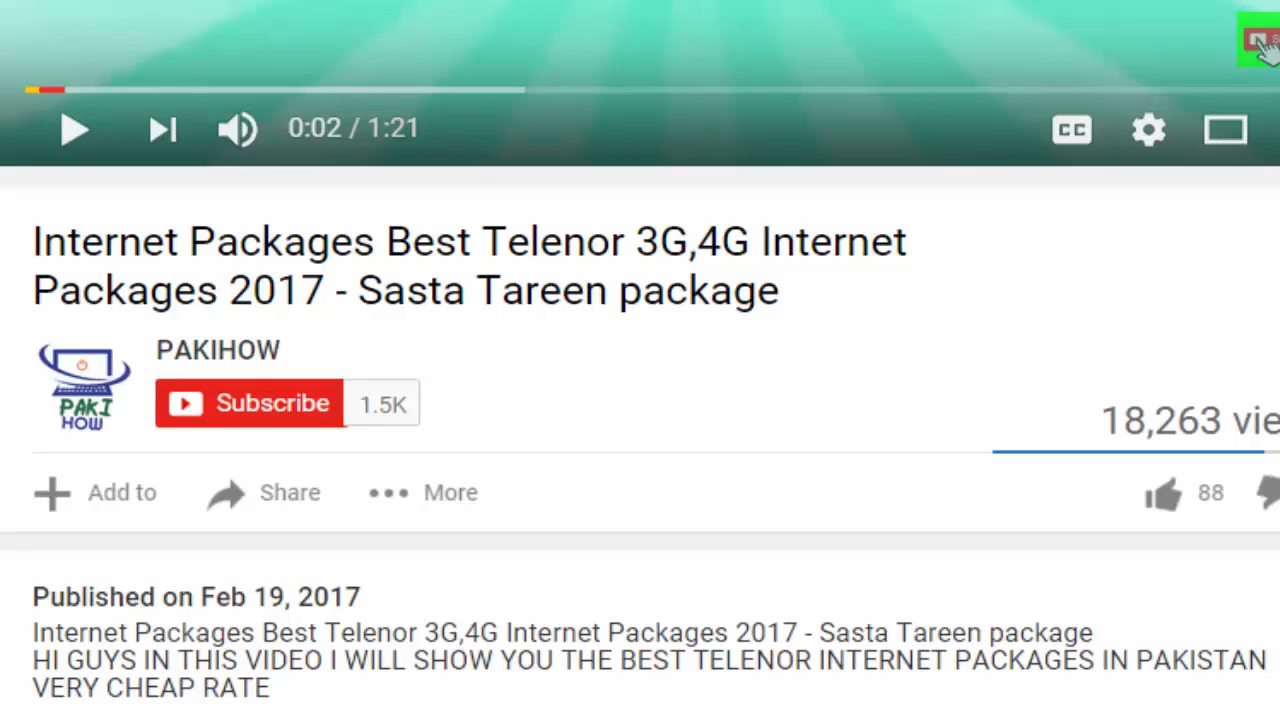 0:02 / 1:21
CC
Internet Packages Best Telenor 3G,4G Internet
Packages 2017 - Sasta Tareen package
PAKIHOW
PAKI
HOW
Subscribe 1.5K
18,263 vie
Add to Share More 88
Published on Feb 19, 2017
Internet Packages Best Telenor 3G,4G Internet Packages 2017 - Sasta Tareen package
HI GUYS IN THIS VIDEO I WILL SHOW YOU THE BEST TELENOR INTERNET PACKAGES IN PAKISTAN
VERY CHEAP RATE